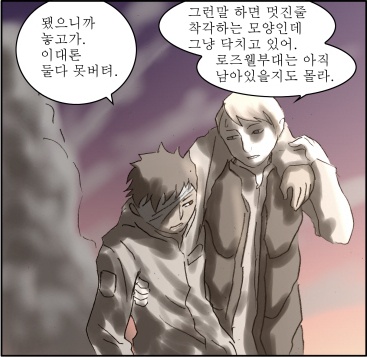 됐으니까
놓고가.
이대론
둘다 못버텨.
그런말 하면 멋진줄
착각하는 모양인데
그냥 닥치고 있어.
로즈웰부대는 아직
남아있을지도 몰라.